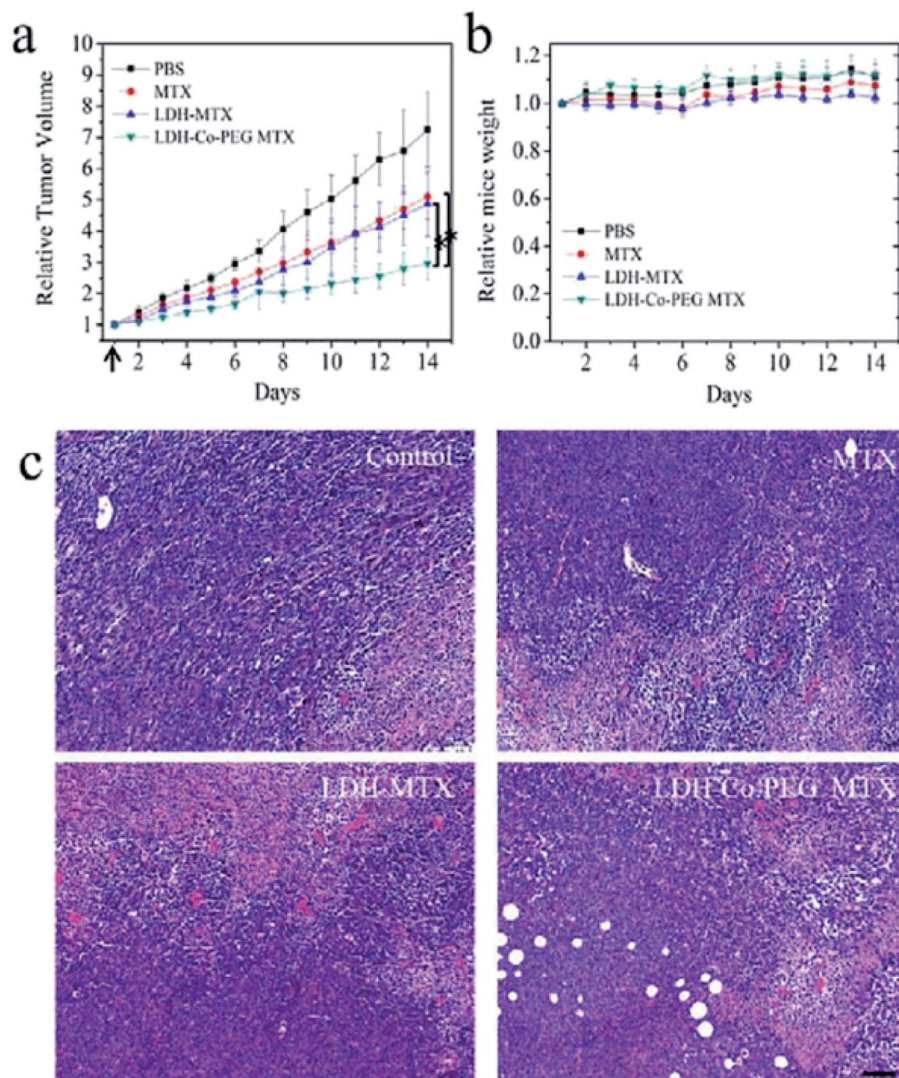 a
Relative Tumor Volume
10
9
8
7
6
5
4
3
2
1
PBS
MTX
LDH-MTX
LDH-Co-PEG MTX
2 4 6 8 10 12 14
Days
b
Relative mice weight
1.2
1.0
0.8
0.6
0.4
0.2
0.0
PBS
MTX
LDH-MTX
LDH-Co-PEG MTX
2 4 6 8 10 12 14
Days
c
Control
MTX
LDH-MTX
LDH-Co-PEG MTX